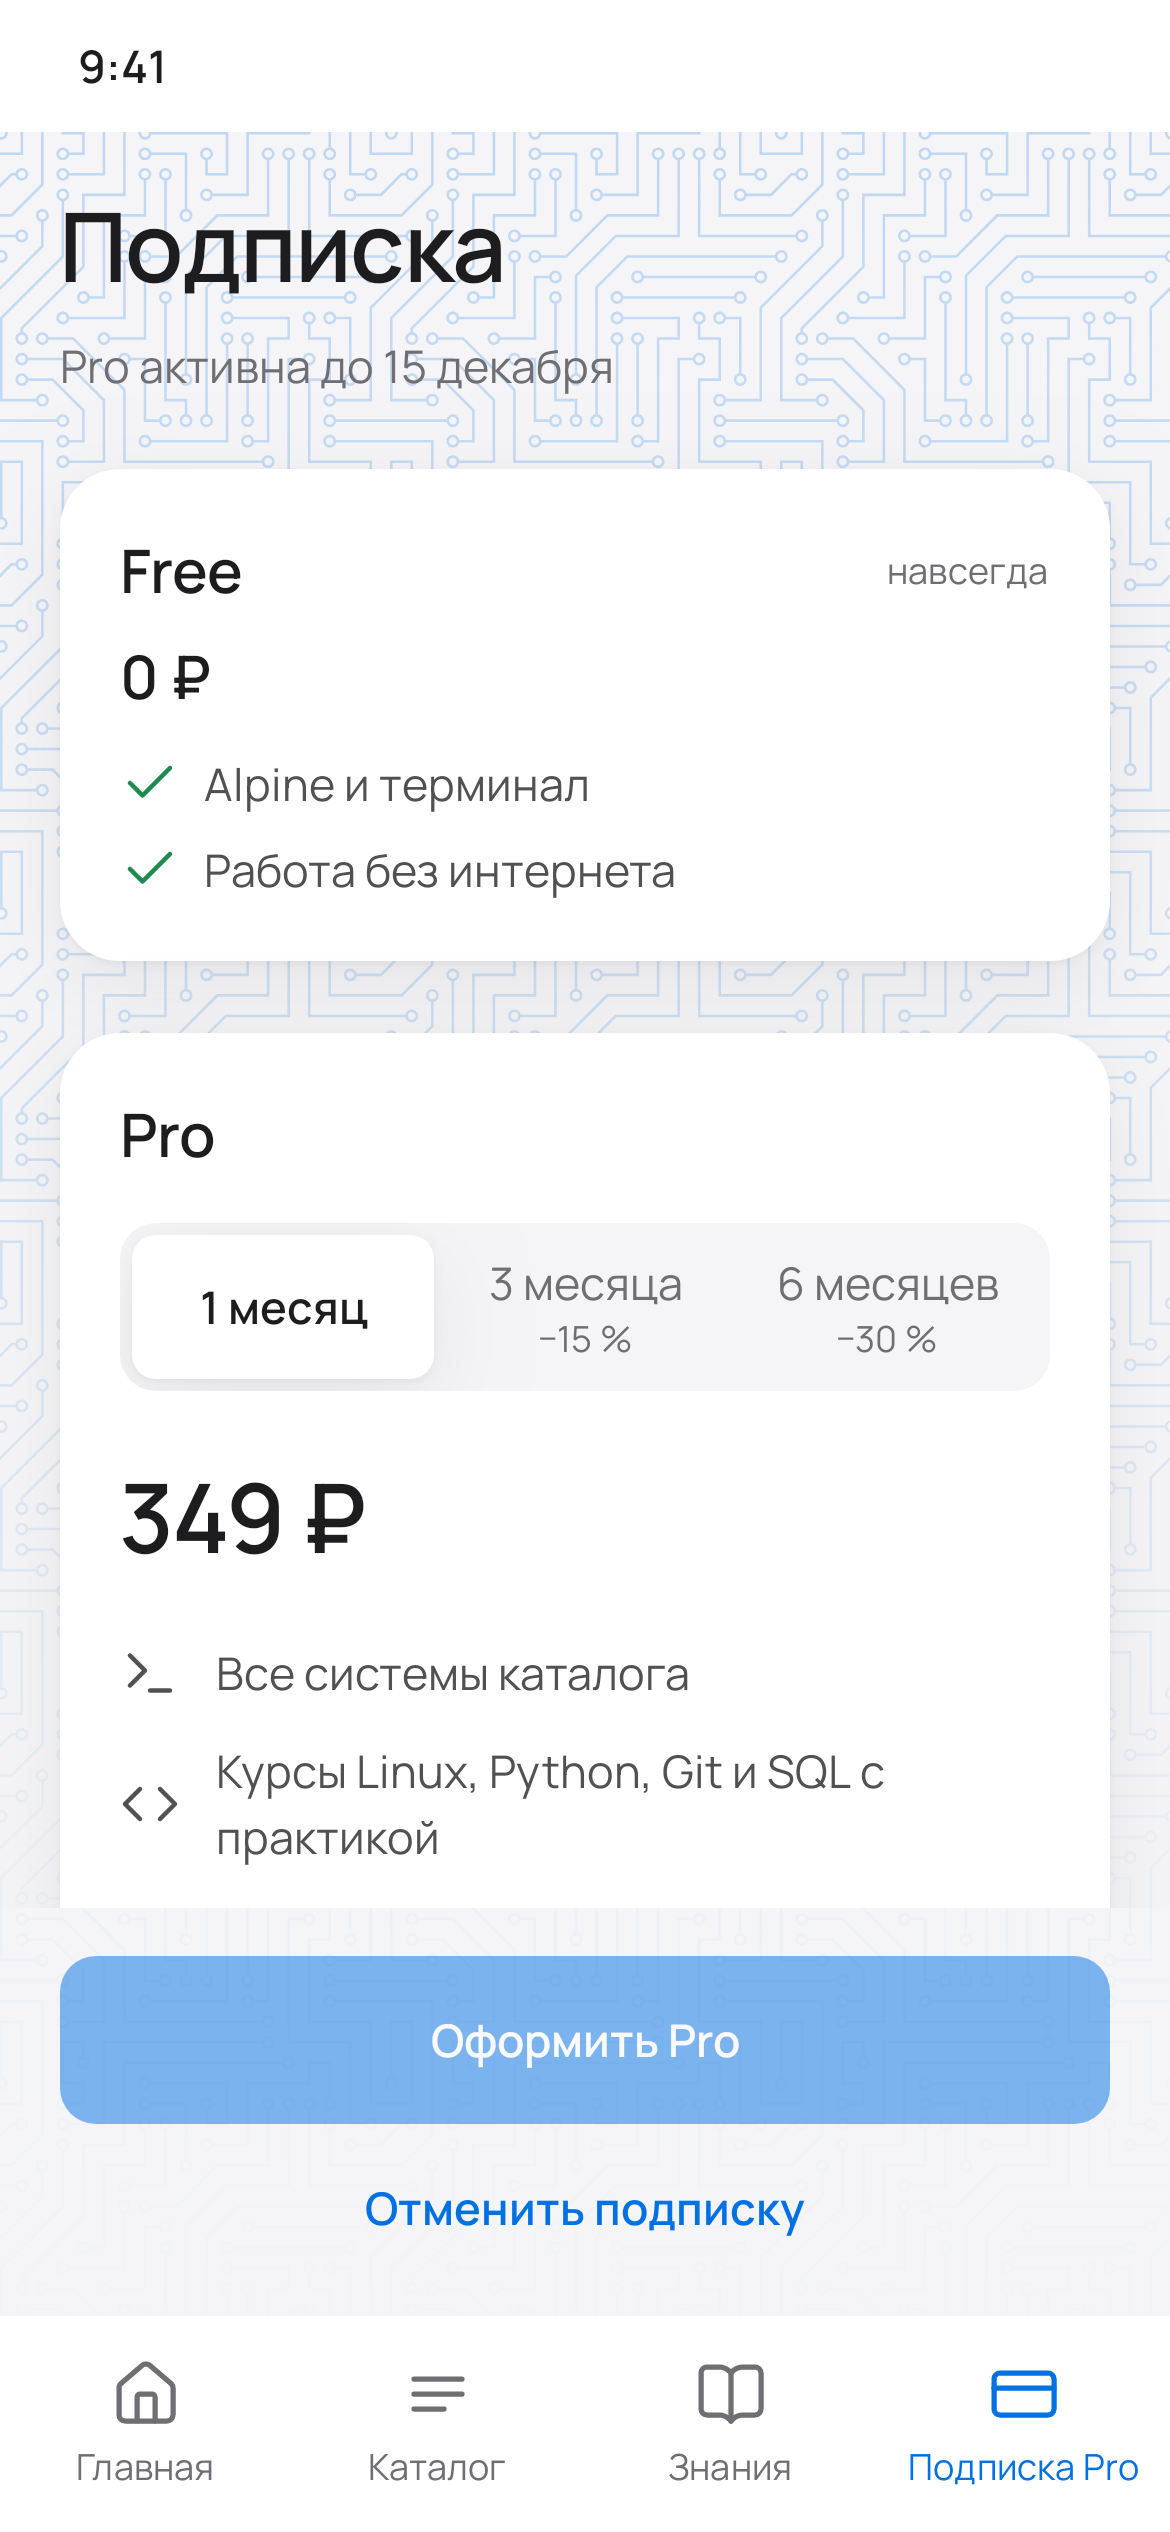 9:41
Подписка
Pro активна до 15 декабря
Free
навсегда
0 ₽
Alpine и терминал
Работа без интернета
Pro
1 месяц
3 месяца
−15 %
6 месяцев
−30 %
349 ₽
Все системы каталога
Курсы Linux, Python, Git и SQL с
практикой
Оформить Pro
Отменить подписку
Главная
Каталог
Знания
Подписка Pro